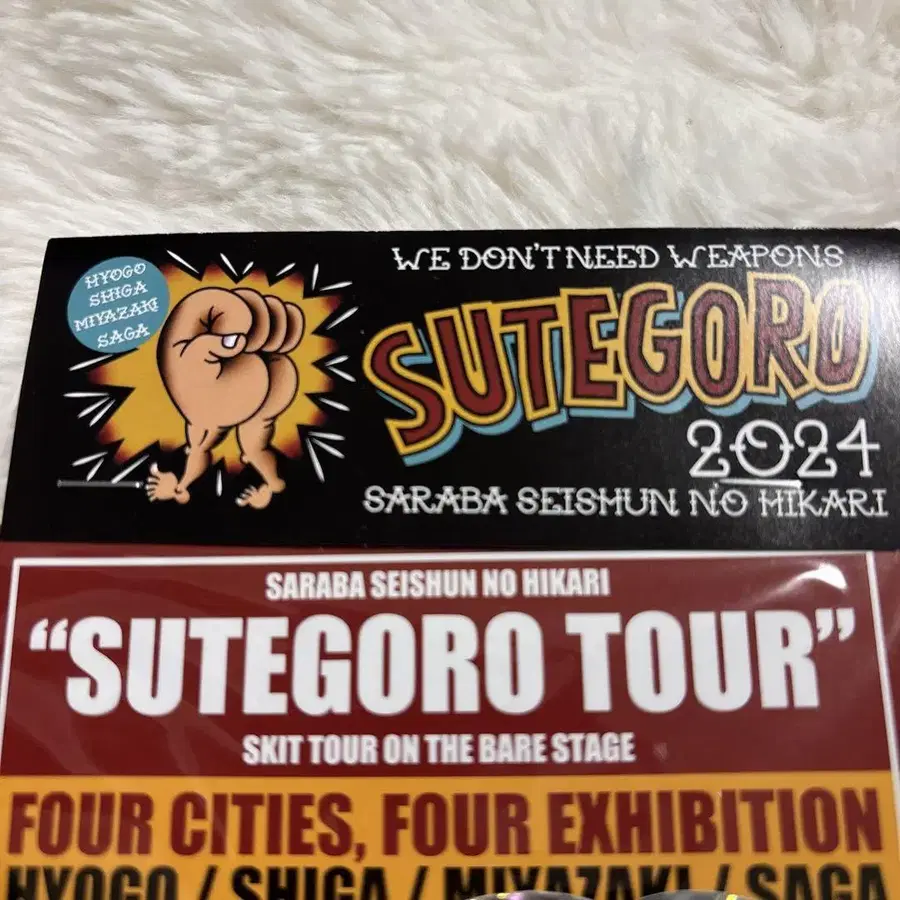 HYOGO
SHIGA
MIYAZAKI
SAGA
WE DON'T NEED WEAPONS
SUTEGORO
2024
SARABA SEISHUN NO HIKARI
SARABA SEISHUN NO HIKARI
“SUTEGORO TOUR”
SKIT TOUR ON THE BARE STAGE
FOUR CITIES, FOUR EXHIBITION
HYOGO / SHIGA / MIYAZAKI / SAGA